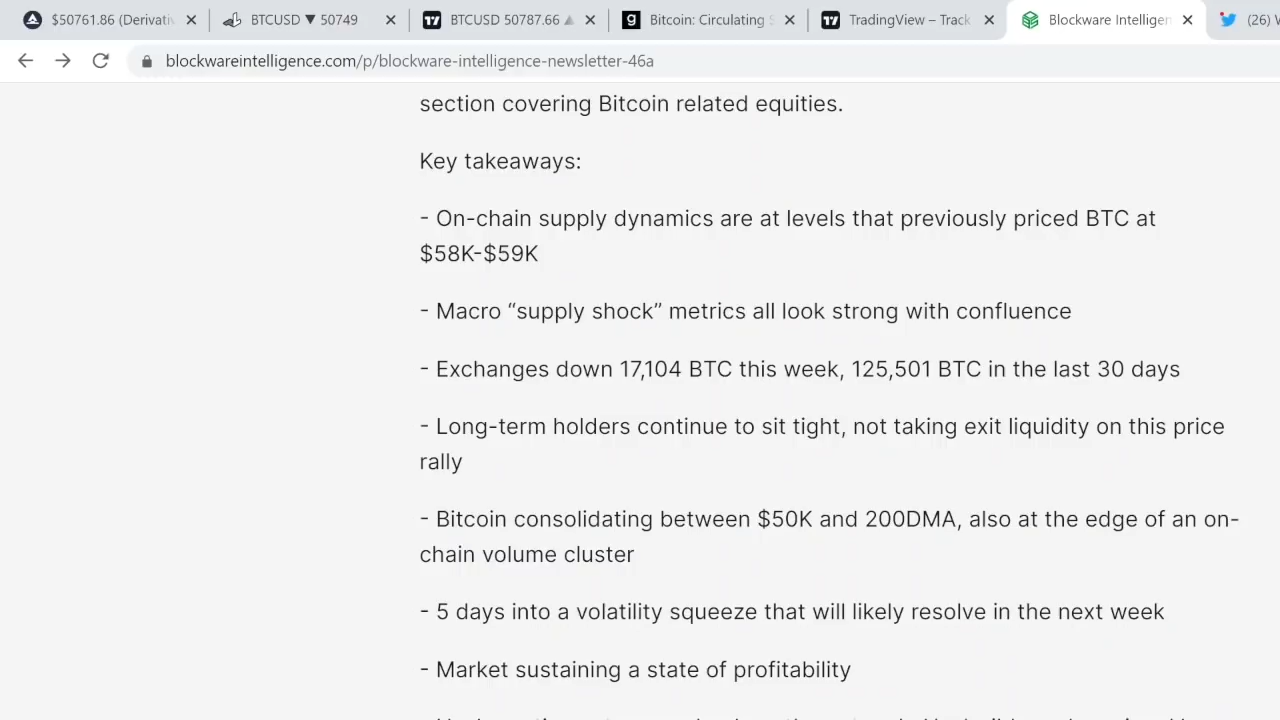 $50761.86 (Derivati
BTCUSD ▼ 50749
BTCUSD 50787.66 ▲
Bitcoin: Circulating S
TradingView – Track
Blockware Intelligen
(26)
blockwareintelligence.com/p/blockware-intelligence-newsletter-46a
section covering Bitcoin related equities.
Key takeaways:
- On-chain supply dynamics are at levels that previously priced BTC at
$58K-$59K
- Macro “supply shock” metrics all look strong with confluence
- Exchanges down 17,104 BTC this week, 125,501 BTC in the last 30 days
- Long-term holders continue to sit tight, not taking exit liquidity on this price
rally
- Bitcoin consolidating between $50K and 200DMA, also at the edge of an on-
chain volume cluster
- 5 days into a volatility squeeze that will likely resolve in the next week
- Market sustaining a state of profitability